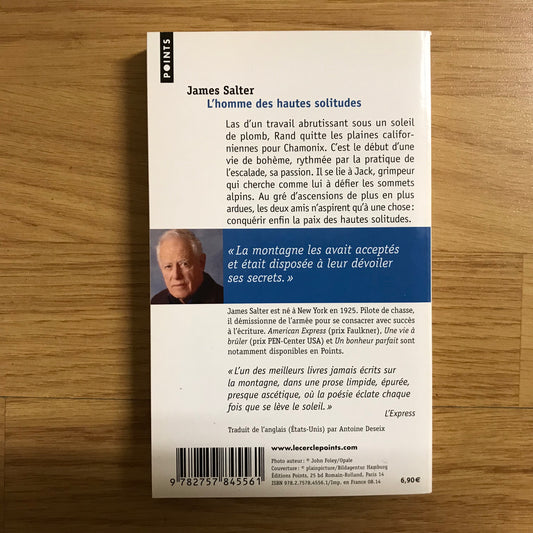 POINTS
James Salter
L'homme des hautes solitudes
Las d'un travail abrutissant sous un soleil
de plomb, Rand quitte les plaines califor-
niennes pour Chamonix. C'est le début d'une
vie de bohème, rythmée par la pratique de
l'escalade, sa passion. Il se lie à Jack, grimpeur
qui cherche comme lui à défier les sommets
alpins. Au gré d'ascensions de plus en plus
ardues, les deux amis n'aspirent qu'à une chose :
conquérir enfin la paix des hautes solitudes.
« La montagne les avait acceptés
et était disposée à leur dévoiler
ses secrets. »
James Salter est né à New York en 1925. Pilote de chasse,
il démissionne de l'armée pour se consacrer avec succès
à l'écriture. American Express (prix Faulkner), Une vie à
brûler (prix PEN-Center USA) et Un bonheur parfait sont
notamment disponibles en Points.
« L'un des meilleurs livres jamais écrits sur
la montagne, dans une prose limpide, épurée,
presque ascétique, où la poésie éclate chaque
fois que se lève le soleil. »
L'Express
Traduit de l'anglais (États-Unis) par Antoine Deseix
www.lecerclepoints.com
Photo auteur : © John Foley/Opale
Couverture : © plainpicture/Bildagentur Hamburg
Éditions Points, 25 bd Romain-Rolland, Paris 14
ISBN 978.2.7578.4556.1/Imp. en France 08.14
6,90 €
9 782757 845561